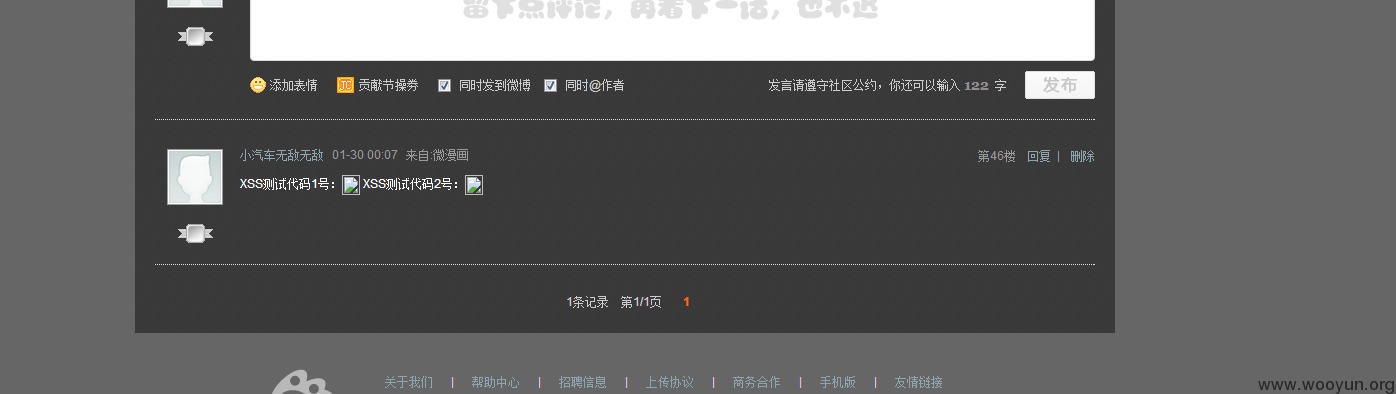 留下点评论，再看下一话，也不迟
添加表情 贡献节操券 同时发到微博 同时@作者 发言请遵守社区公约，你还可以输入 122 字 发布
小汽车无敌无敌 01-30 00:07 来自:微漫画 第46楼 回复 | 删除
XSS测试代码1号： XSS测试代码2号：
1条记录 第1/1页 1
关于我们 | 帮助中心 | 招聘信息 | 上传协议 | 商务合作 | 手机版 | 友情链接
www.wooyun.org